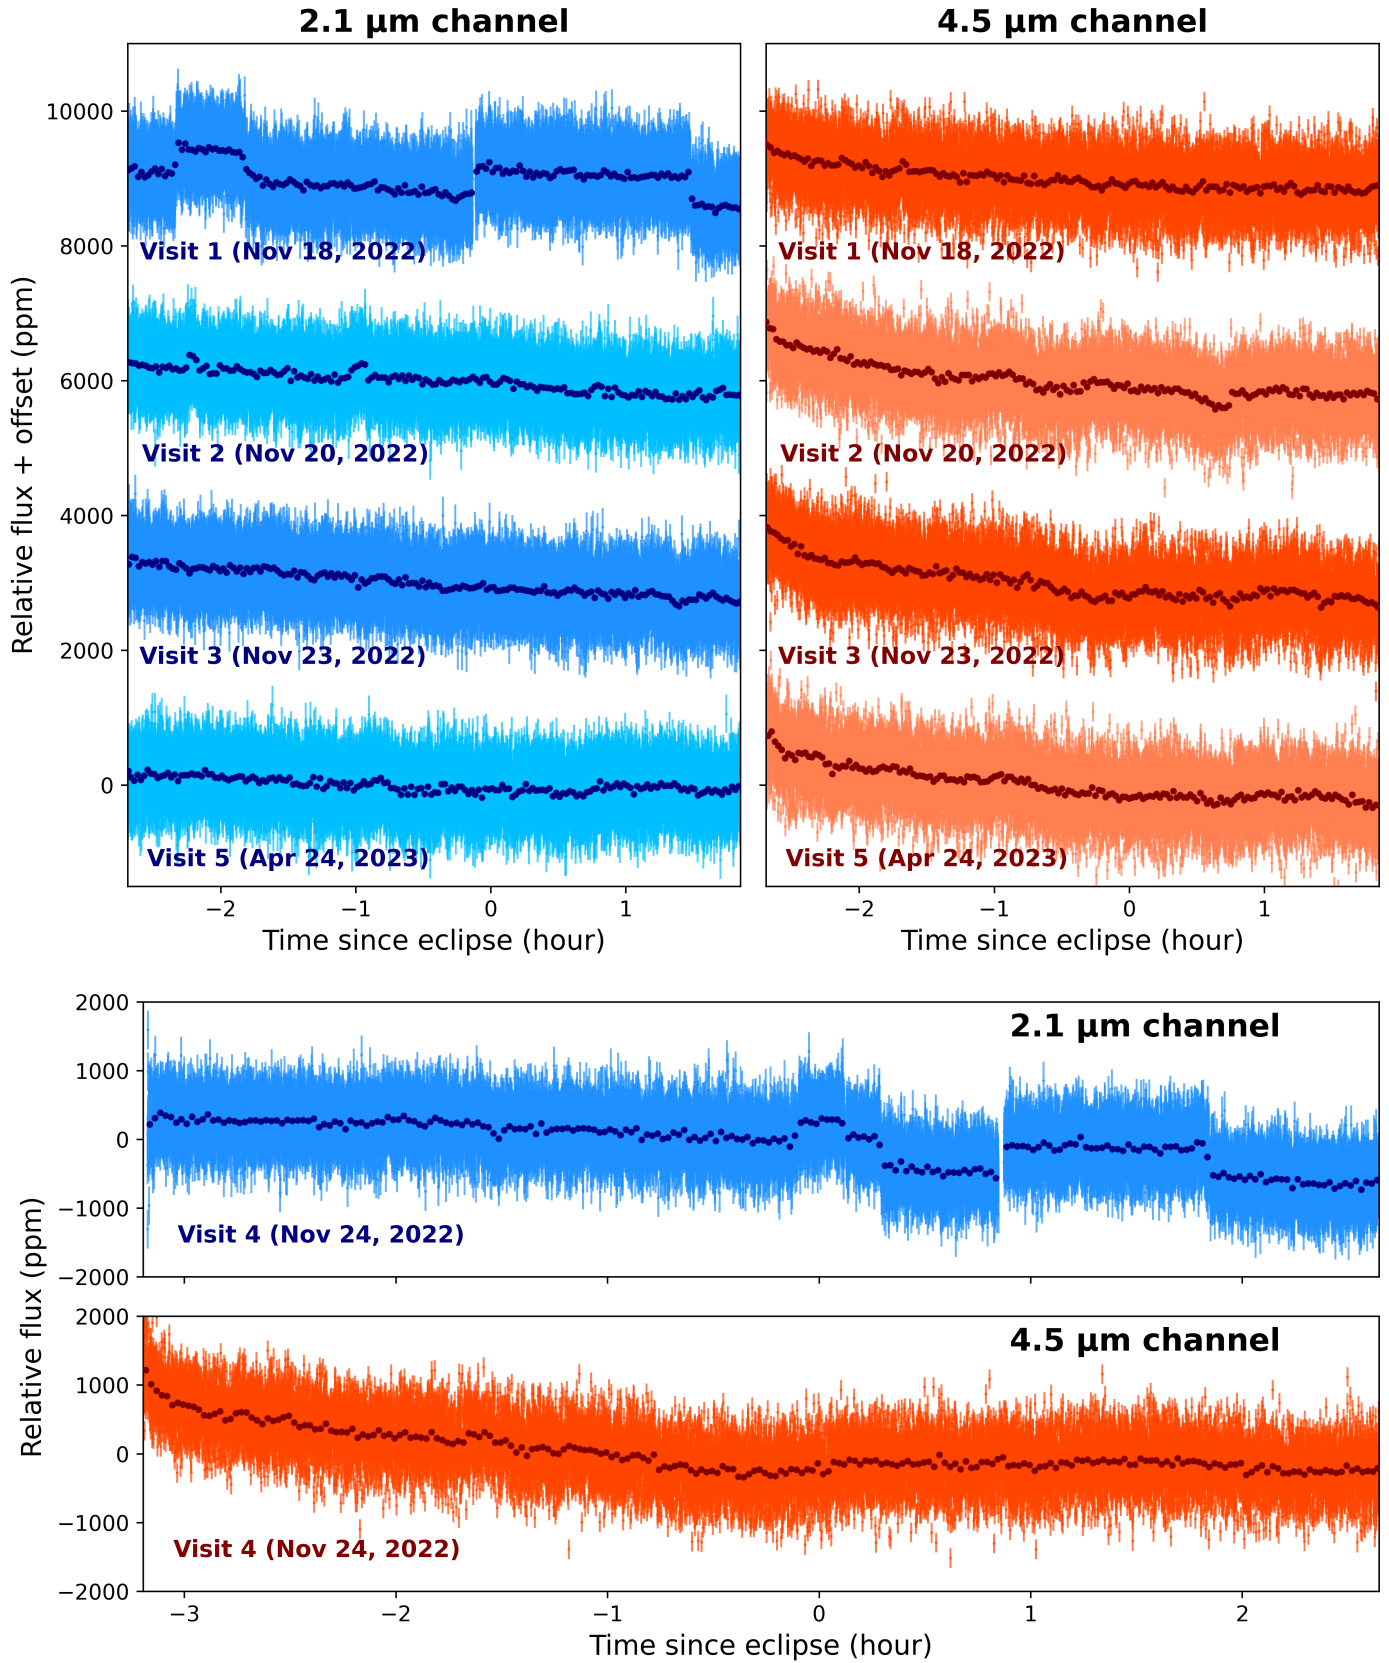 2.1 μm channel
4.5 μm channel
10000
8000
6000
4000
2000
0
Relative flux + offset (ppm)
Visit 1 (Nov 18, 2022)
Visit 2 (Nov 20, 2022)
Visit 3 (Nov 23, 2022)
Visit 5 (Apr 24, 2023)
−2
−1
0
1
Time since eclipse (hour)
Visit 1 (Nov 18, 2022)
Visit 2 (Nov 20, 2022)
Visit 3 (Nov 23, 2022)
Visit 5 (Apr 24, 2023)
−2
−1
0
1
Time since eclipse (hour)
2000
1000
0
−1000
−2000
2.1 μm channel
Visit 4 (Nov 24, 2022)
Relative flux (ppm)
2000
1000
0
−1000
−2000
4.5 μm channel
Visit 4 (Nov 24, 2022)
−3
−2
−1
0
1
2
Time since eclipse (hour)